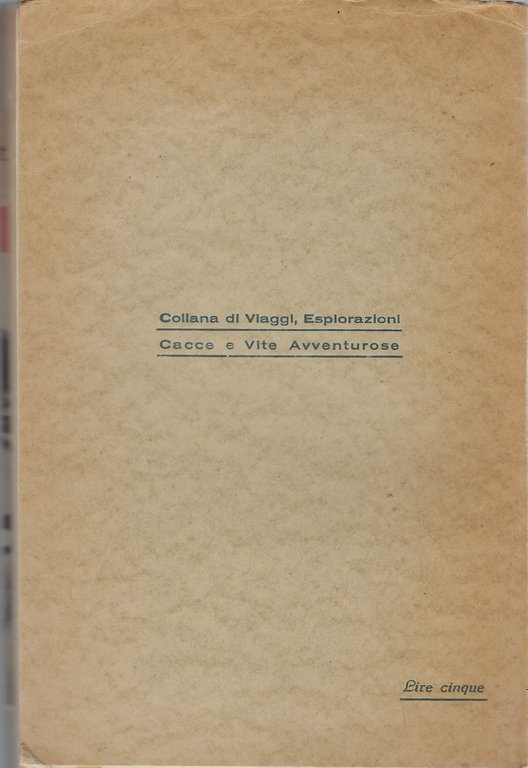 Collana di Viaggi, Esplorazioni
Cacce e Vite Avventurose
Lire cinque